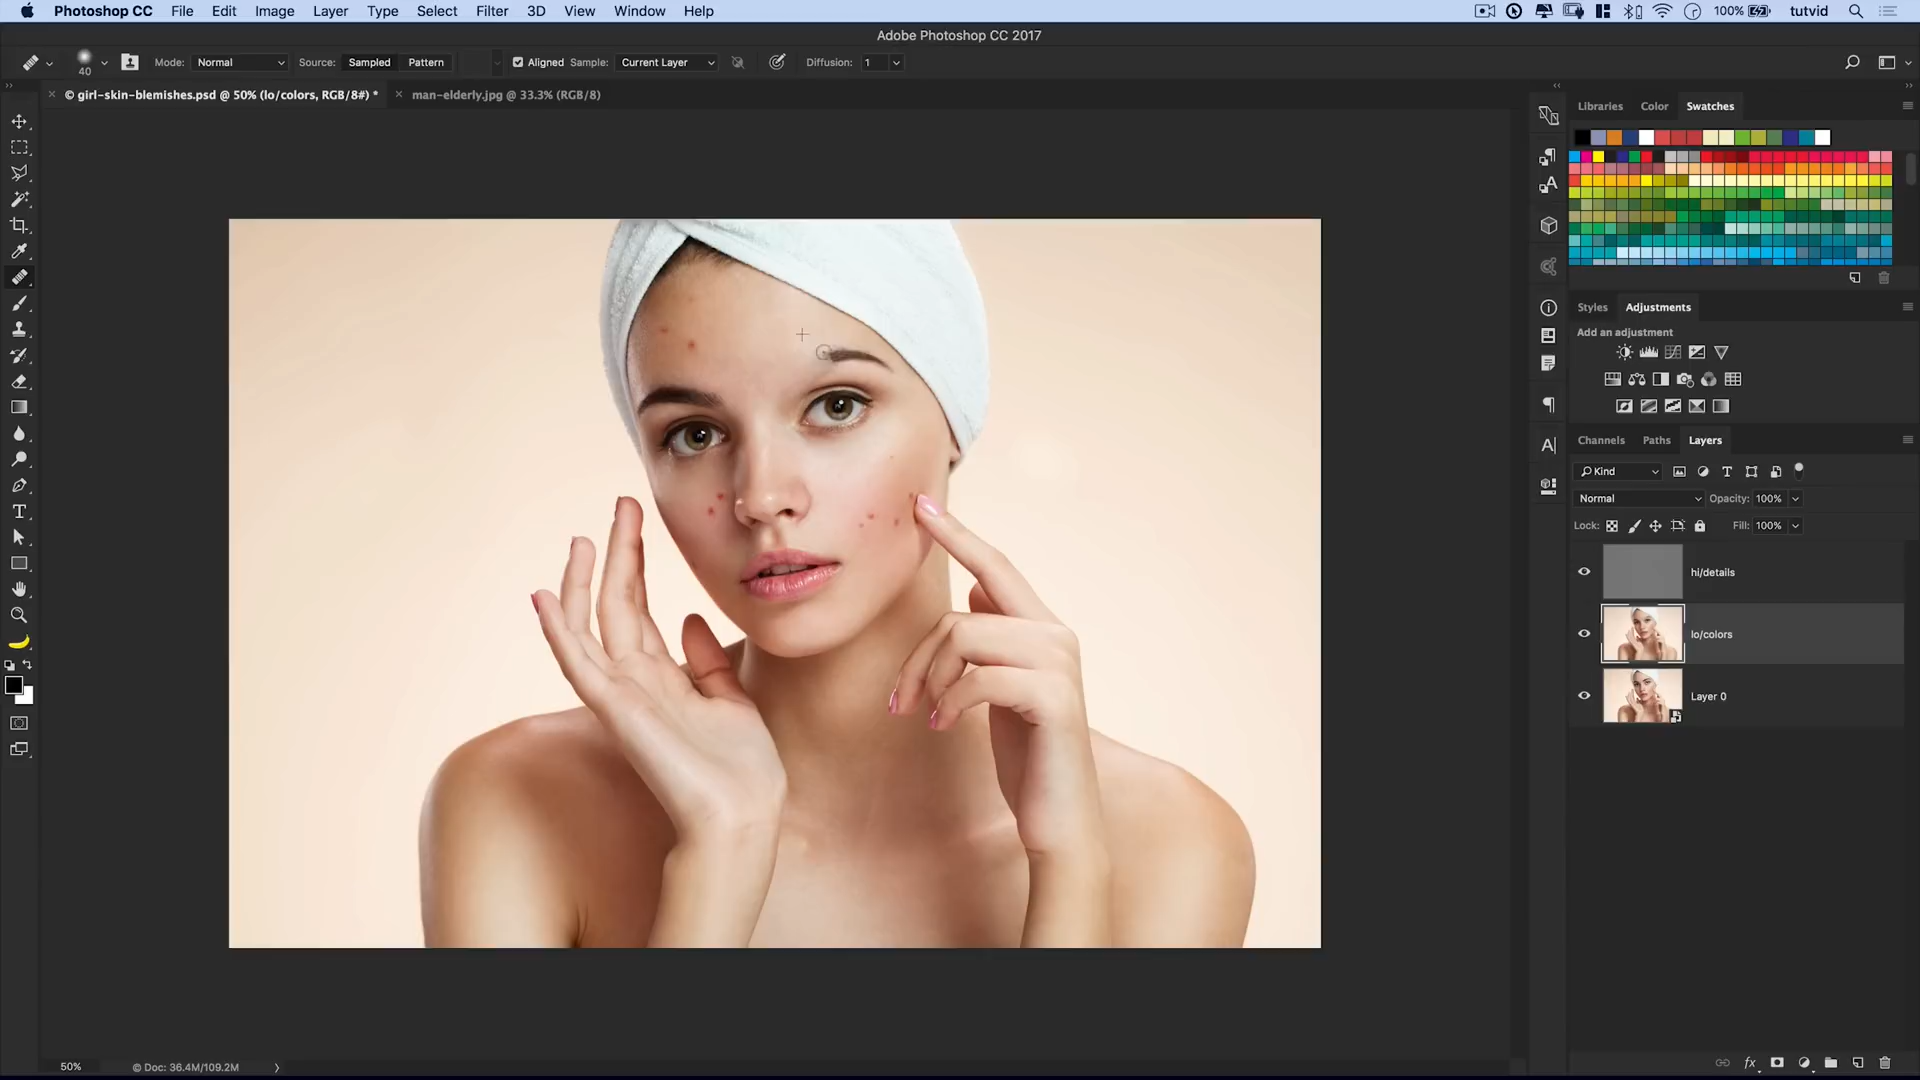 Photoshop CC File Edit Image Layer Type Select Filter 3D View Window Help 100% tutvid
Adobe Photoshop CC 2017
40 Mode: Normal Source: Sampled Pattern Aligned Sample: Current Layer Diffusion: 1
© girl-skin-blemishes.psd @ 50% (lo/colors, RGB/8#) * man-elderly.jpg @ 33.3% (RGB/8)
Libraries Color Swatches
Styles Adjustments
Add an adjustment
Channels Paths Layers
Kind
Normal Opacity: 100%
Lock: Fill: 100%
hi/details
lo/colors
Layer 0
50% © Doc: 36.4M/109.2M